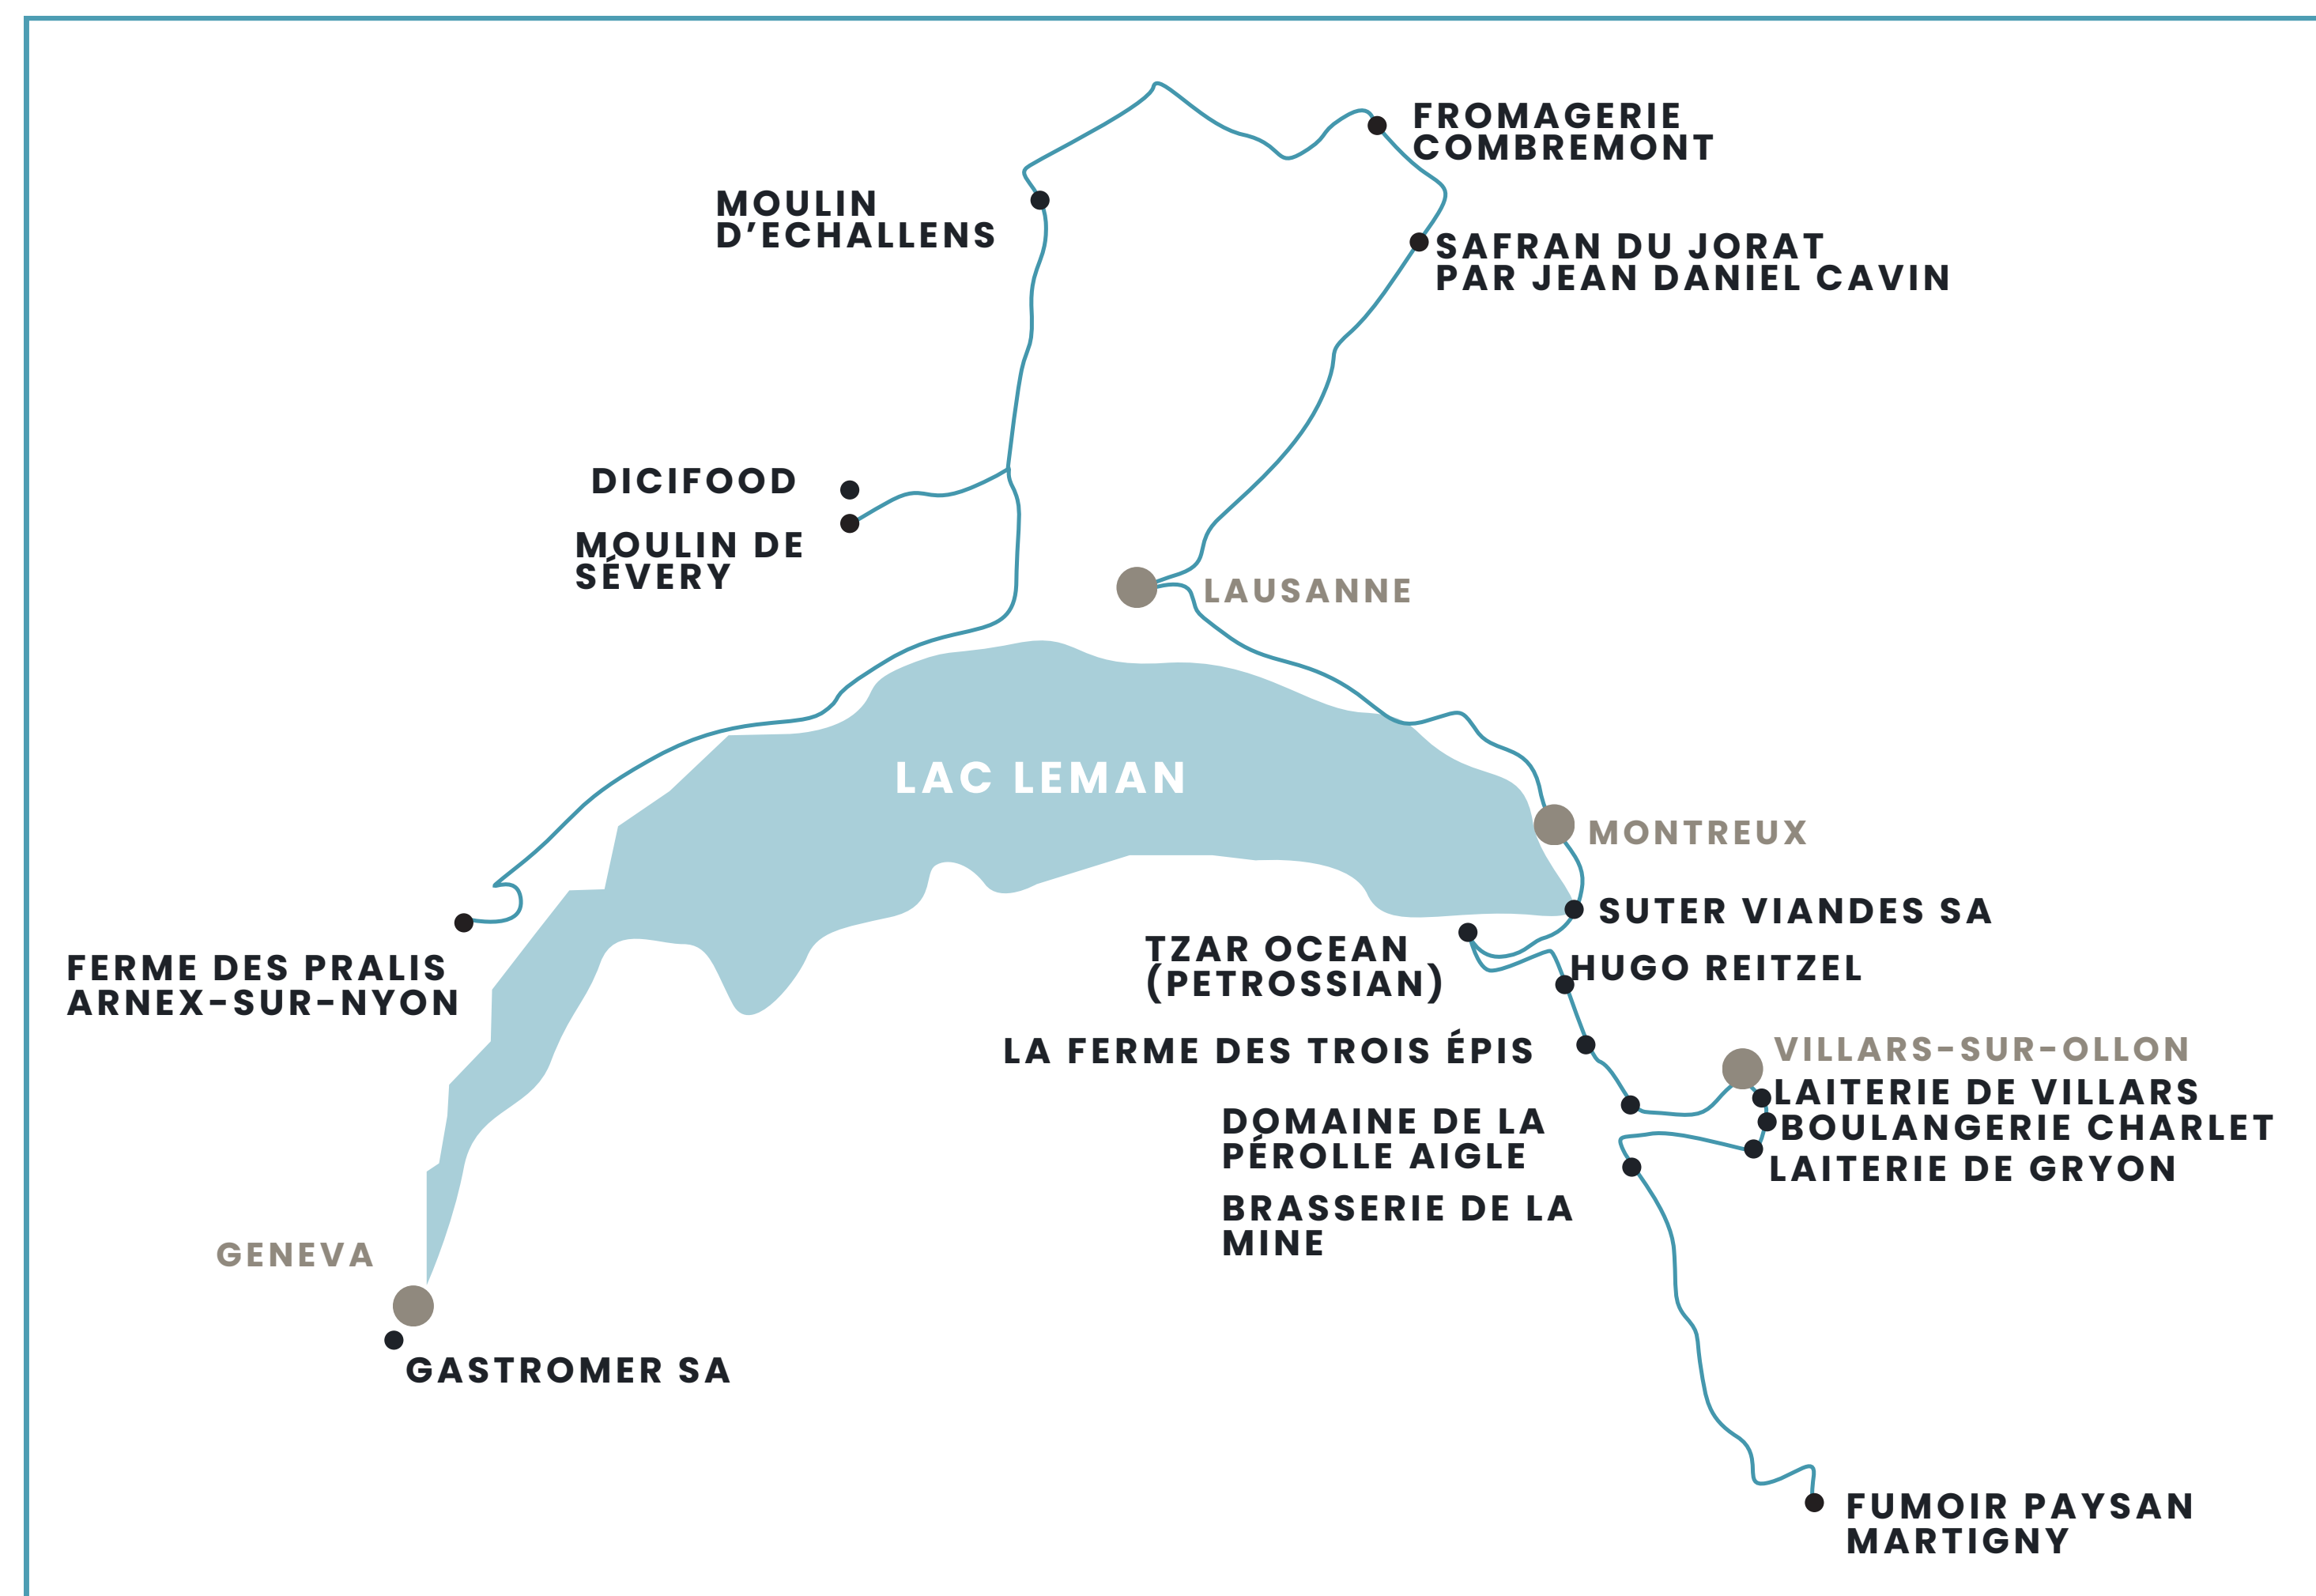 FROMAGERIE
COMBREMONT
MOULIN
D’ECHALLENS
SAFRAN DU JORAT
PAR JEAN DANIEL CAVIN
DICIFOOD
MOULIN DE
SÉVERY
LAUSANNE
LAC LEMAN
MONTREUX
SUTER VIANDES SA
TZAR OCEAN
(PETROSSIAN)
HUGO REITZEL
FERME DES PRALIS
ARNEX-SUR-NYON
LA FERME DES TROIS ÉPIS
VILLARS-SUR-OLLON
LAITERIE DE VILLARS
BOULANGERIE CHARLET
LAITERIE DE GRYON
DOMAINE DE LA
PÉROLLE AIGLE
BRASSERIE DE LA
MINE
GENEVA
GASTROMER SA
FUMOIR PAYSAN
MARTIGNY